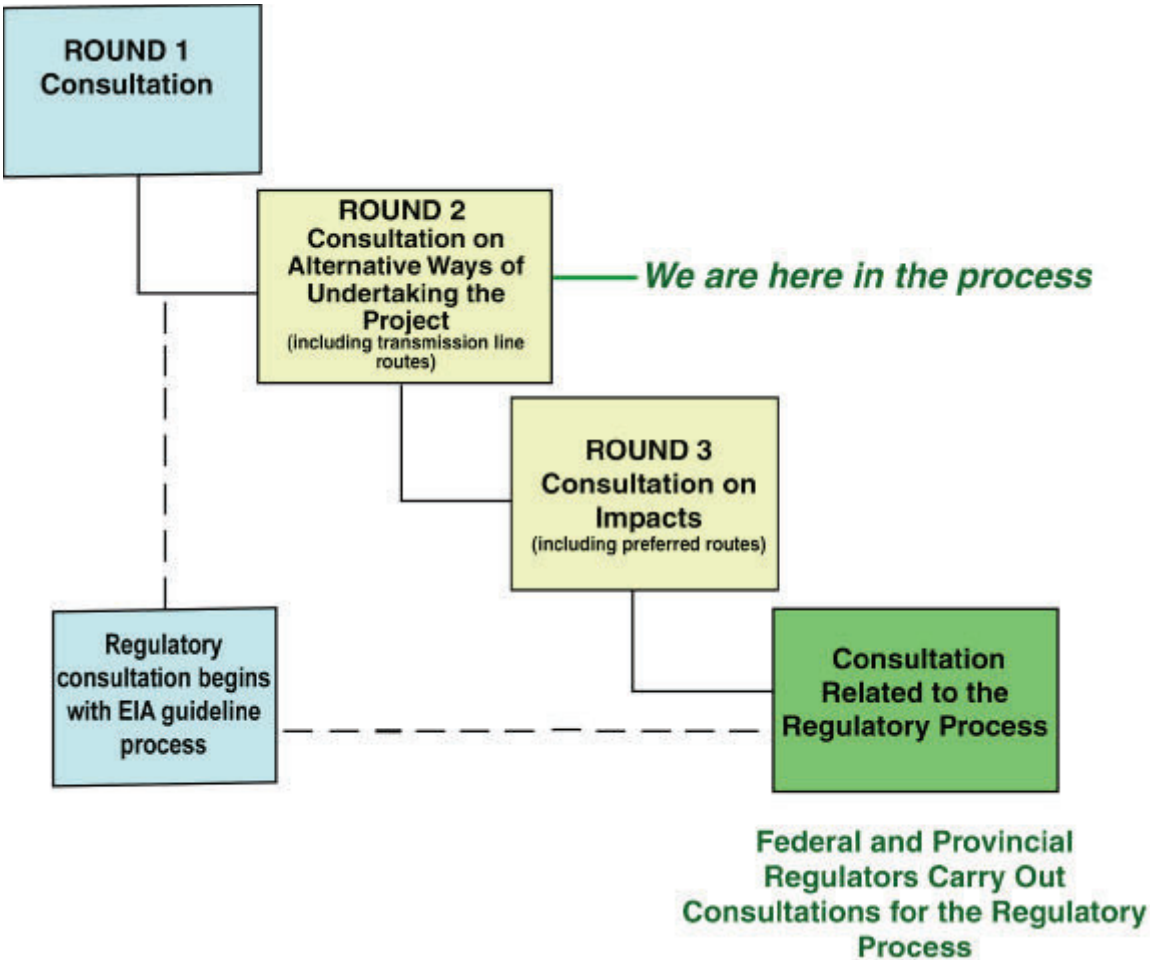 ROUND 1
Consultation
ROUND 2
Consultation on
Alternative Ways of
Undertaking the
Project
(including transmission line
routes)
We are here in the process
ROUND 3
Consultation on
Impacts
(including preferred routes)
Regulatory
consultation begins
with EIA guideline
process
Consultation
Related to the
Regulatory Process
Federal and Provincial
Regulators Carry Out
Consultations for the Regulatory
Process